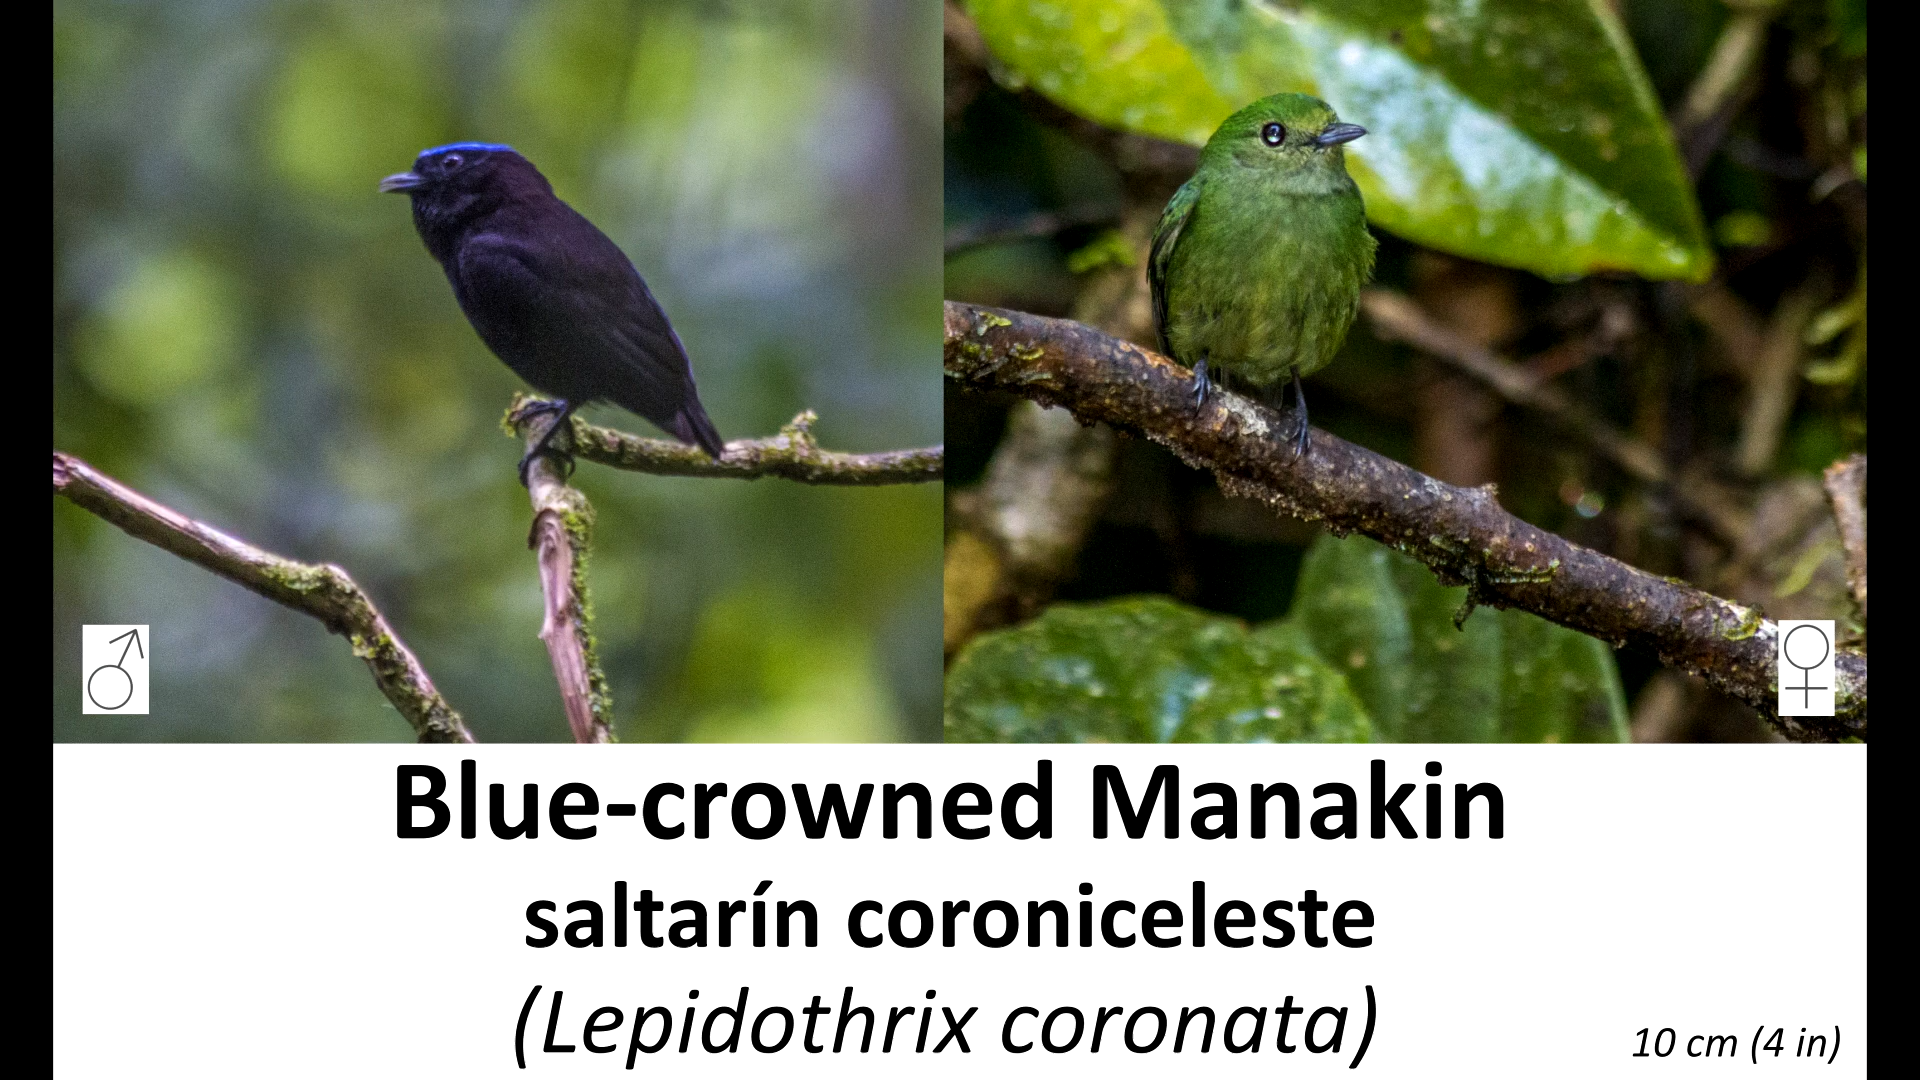 Blue-crowned Manakin
saltarín coroniceleste
(Lepidothrix coronata)
10 cm (4 in)